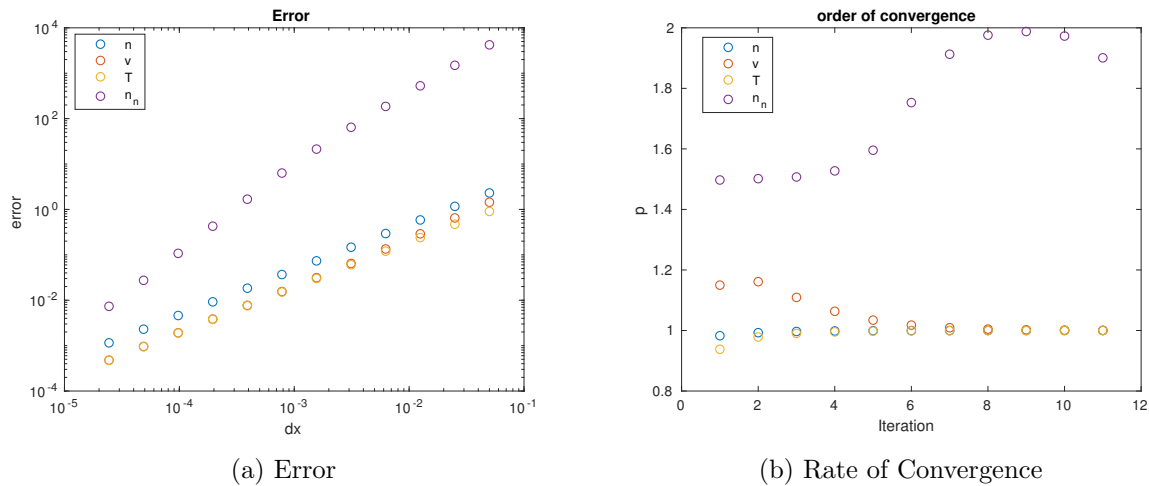 Error
10^4
10^2
10^0
10^-2
10^-4
error
n
v
T
n_n
10^-5
10^-4
10^-3
10^-2
10^-1
dx
(a) Error
order of convergence
2
1.8
1.6
1.4
1.2
1
0.8
p
n
v
T
n_n
0
2
4
6
8
10
12
Iteration
(b) Rate of Convergence